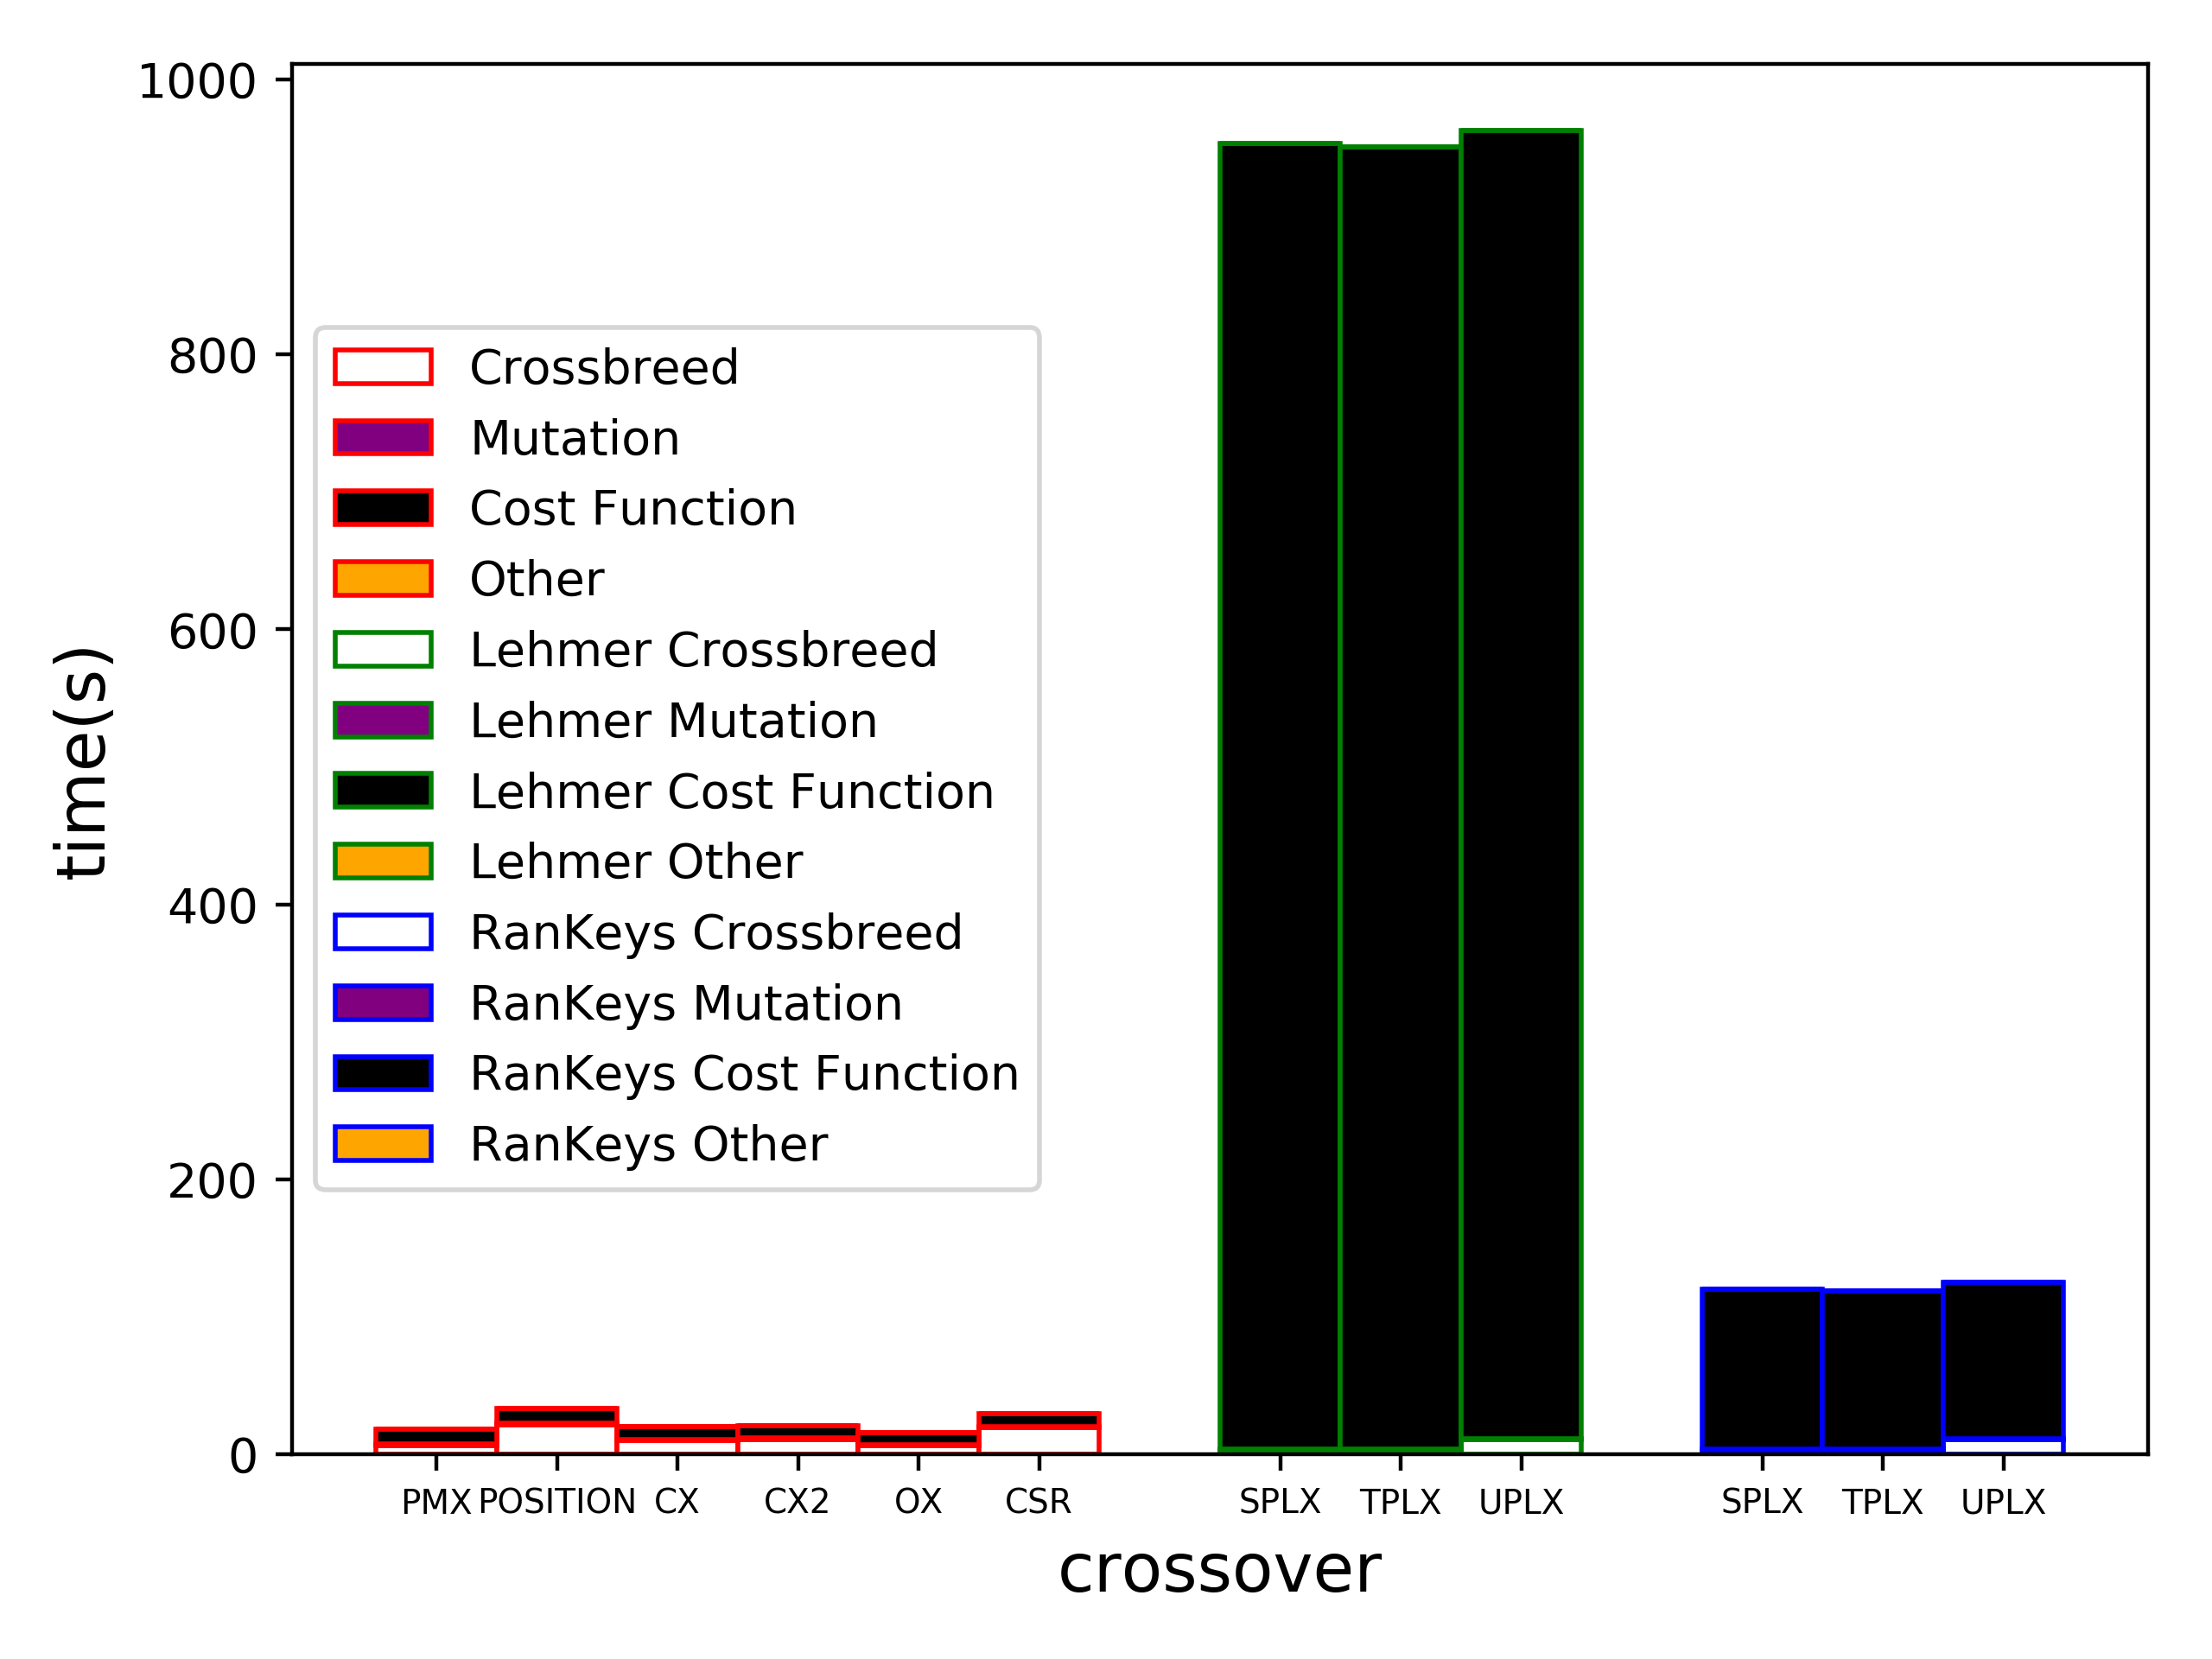 1000
800
600
400
200
0
time(s)
Crossbreed
Mutation
Cost Function
Other
Lehmer Crossbreed
Lehmer Mutation
Lehmer Cost Function
Lehmer Other
RanKeys Crossbreed
RanKeys Mutation
RanKeys Cost Function
RanKeys Other
PMX POSITION CX CX2 OX CSR SPLX TPLX UPLX SPLX TPLX UPLX
crossover